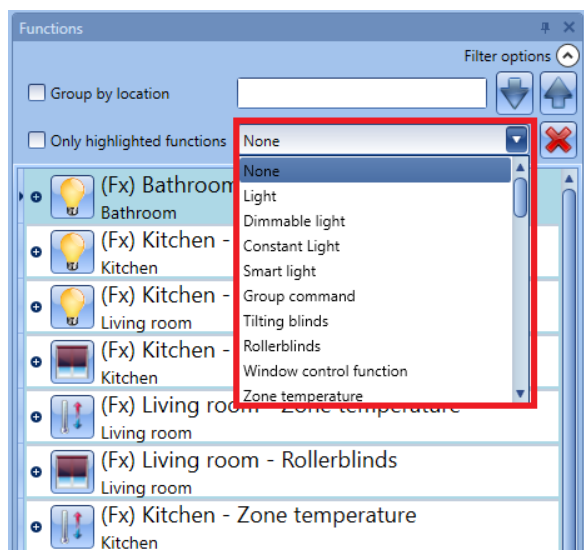 Functions
Filter options
Group by location
Only highlighted functions None
None
Light
Dimmable light
Constant Light
Smart light
Group command
Tilting blinds
Rollerblinds
Window control function
Zone temperature
(Fx) Bathroom
Bathroom
(Fx) Kitchen -
Kitchen
(Fx) Kitchen -
Living room
(Fx) Kitchen -
Kitchen
(Fx) Living room - Zone temperature
Living room
(Fx) Living room - Rollerblinds
Living room
(Fx) Kitchen - Zone temperature
Kitchen